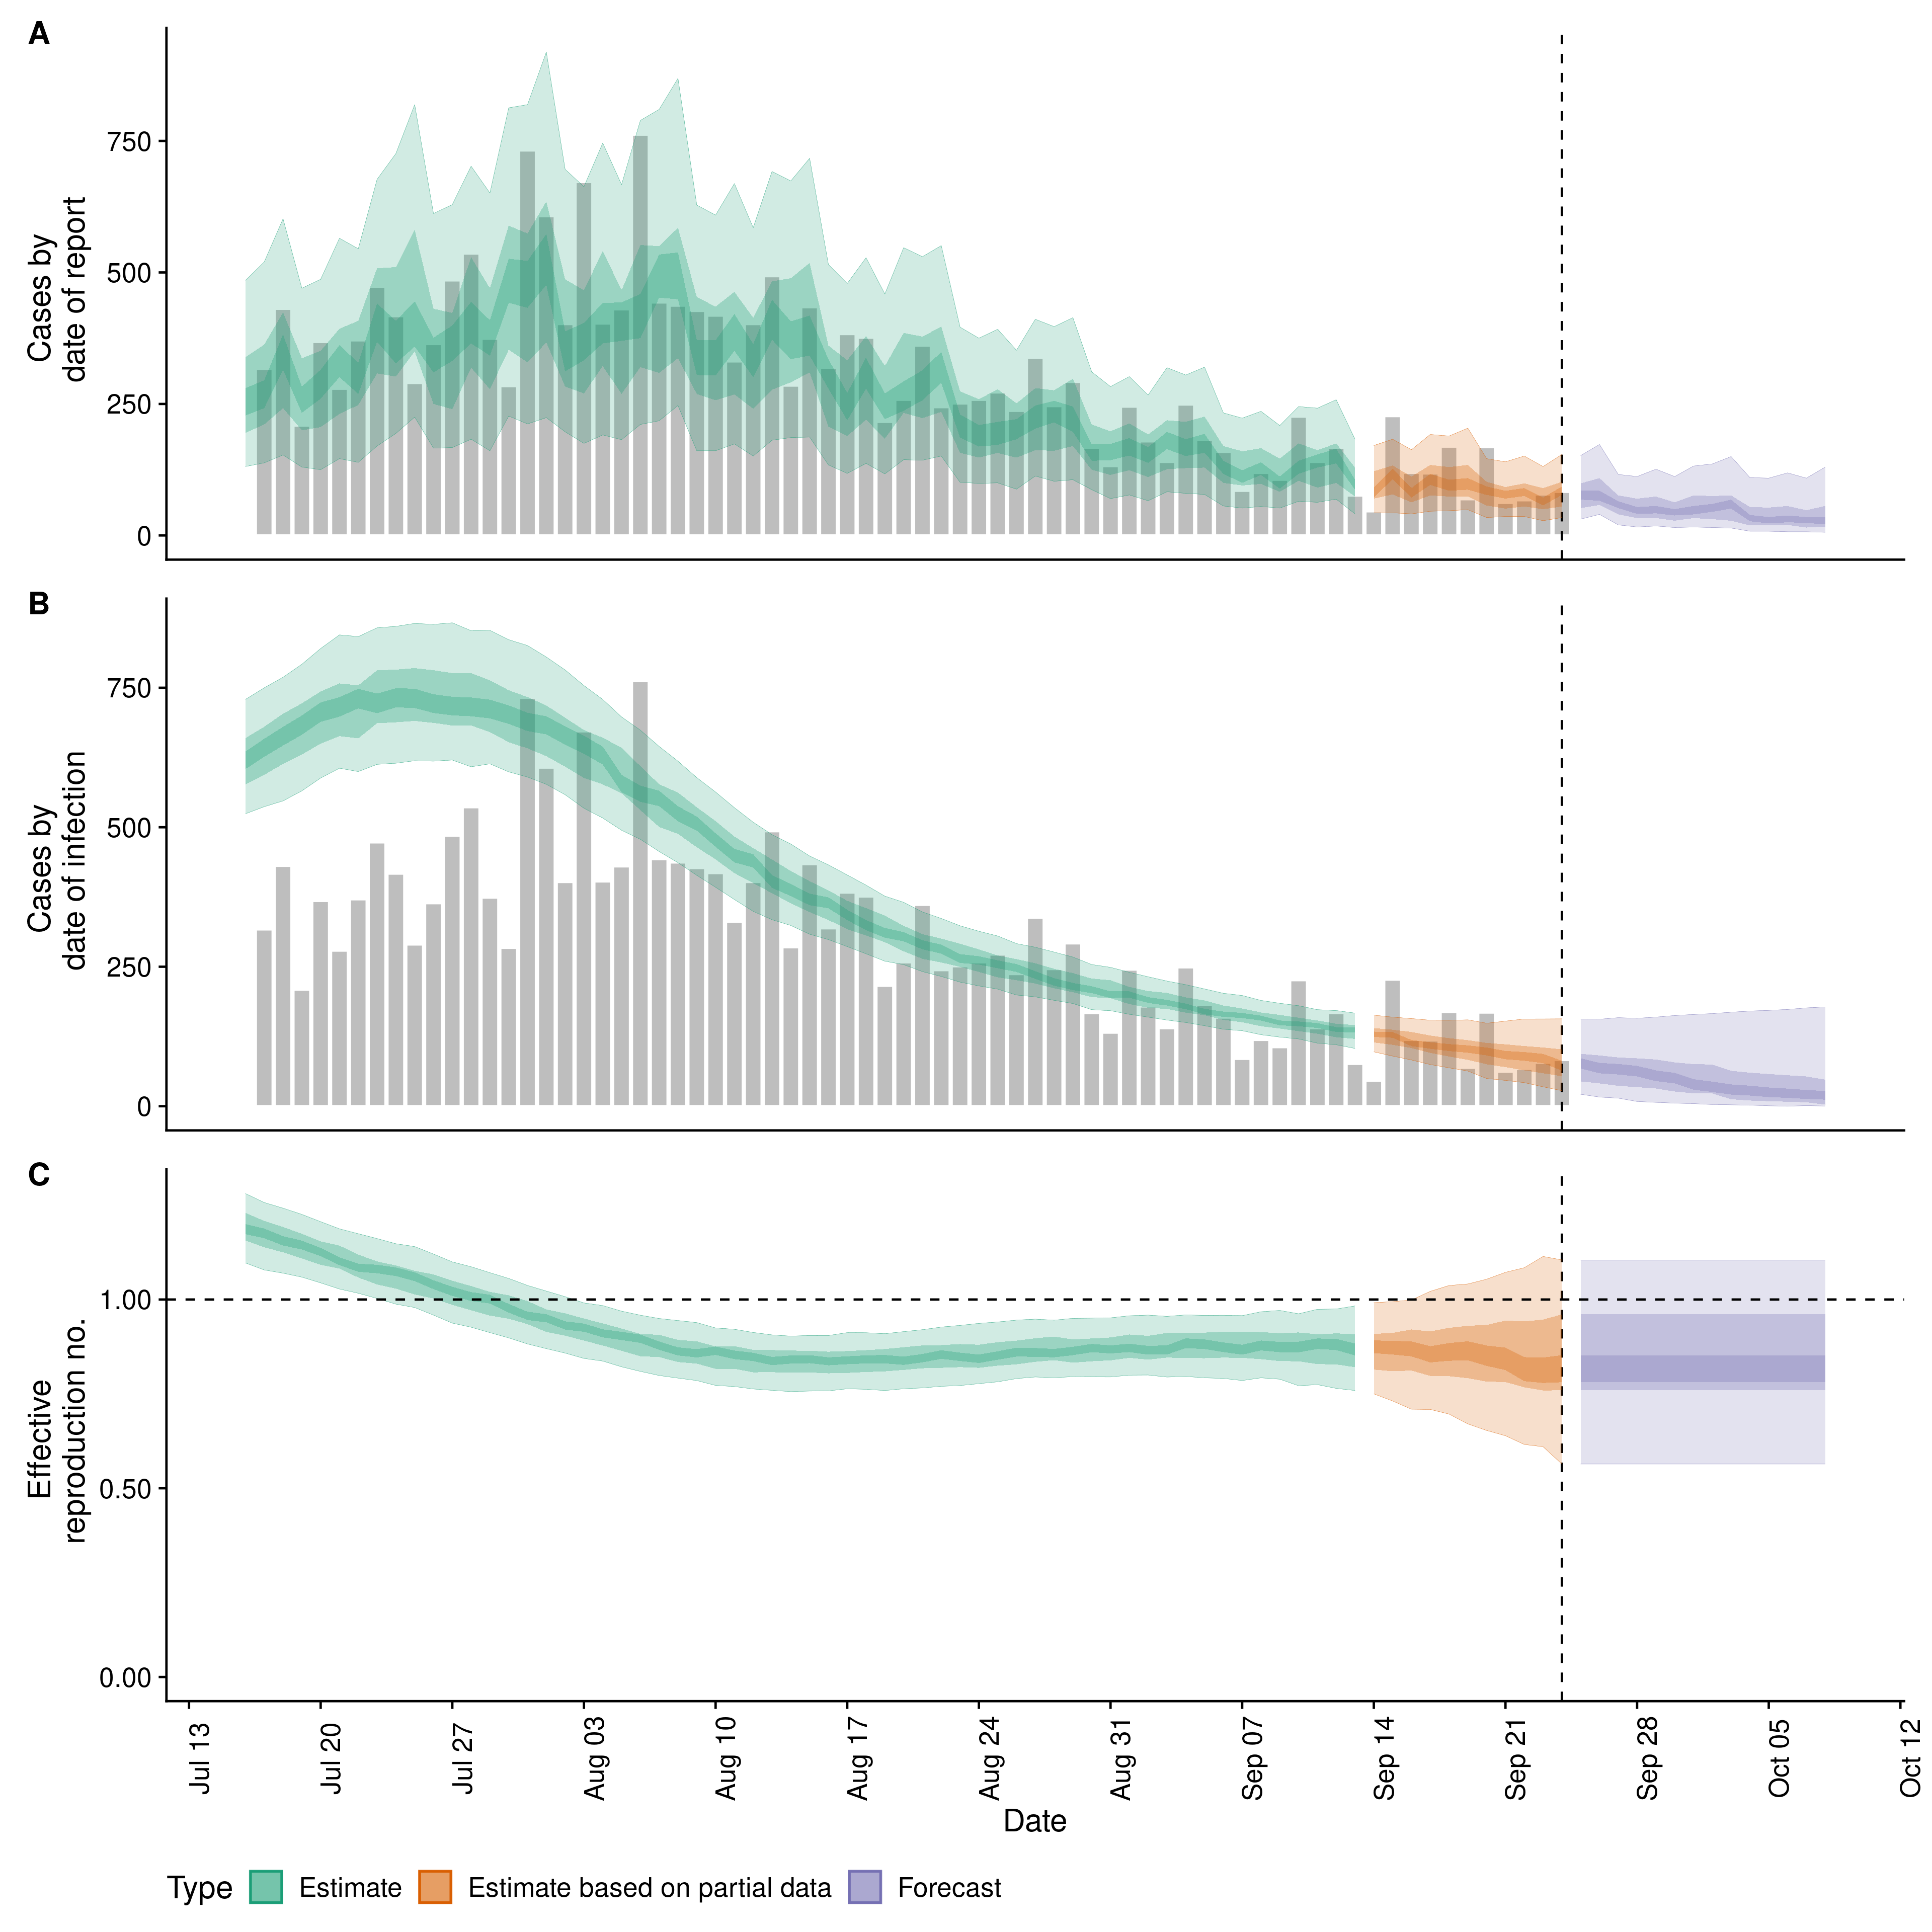 A
Cases by
date of report
750
500
250
0
B
Cases by
date of infection
750
500
250
0
C
Effective
reproduction no.
1.00
0.50
0.00
Jul 13
Jul 20
Jul 27
Aug 03
Aug 10
Aug 17
Aug 24
Aug 31
Sep 07
Sep 14
Sep 21
Sep 28
Oct 05
Oct 12
Date
Type Estimate Estimate based on partial data Forecast